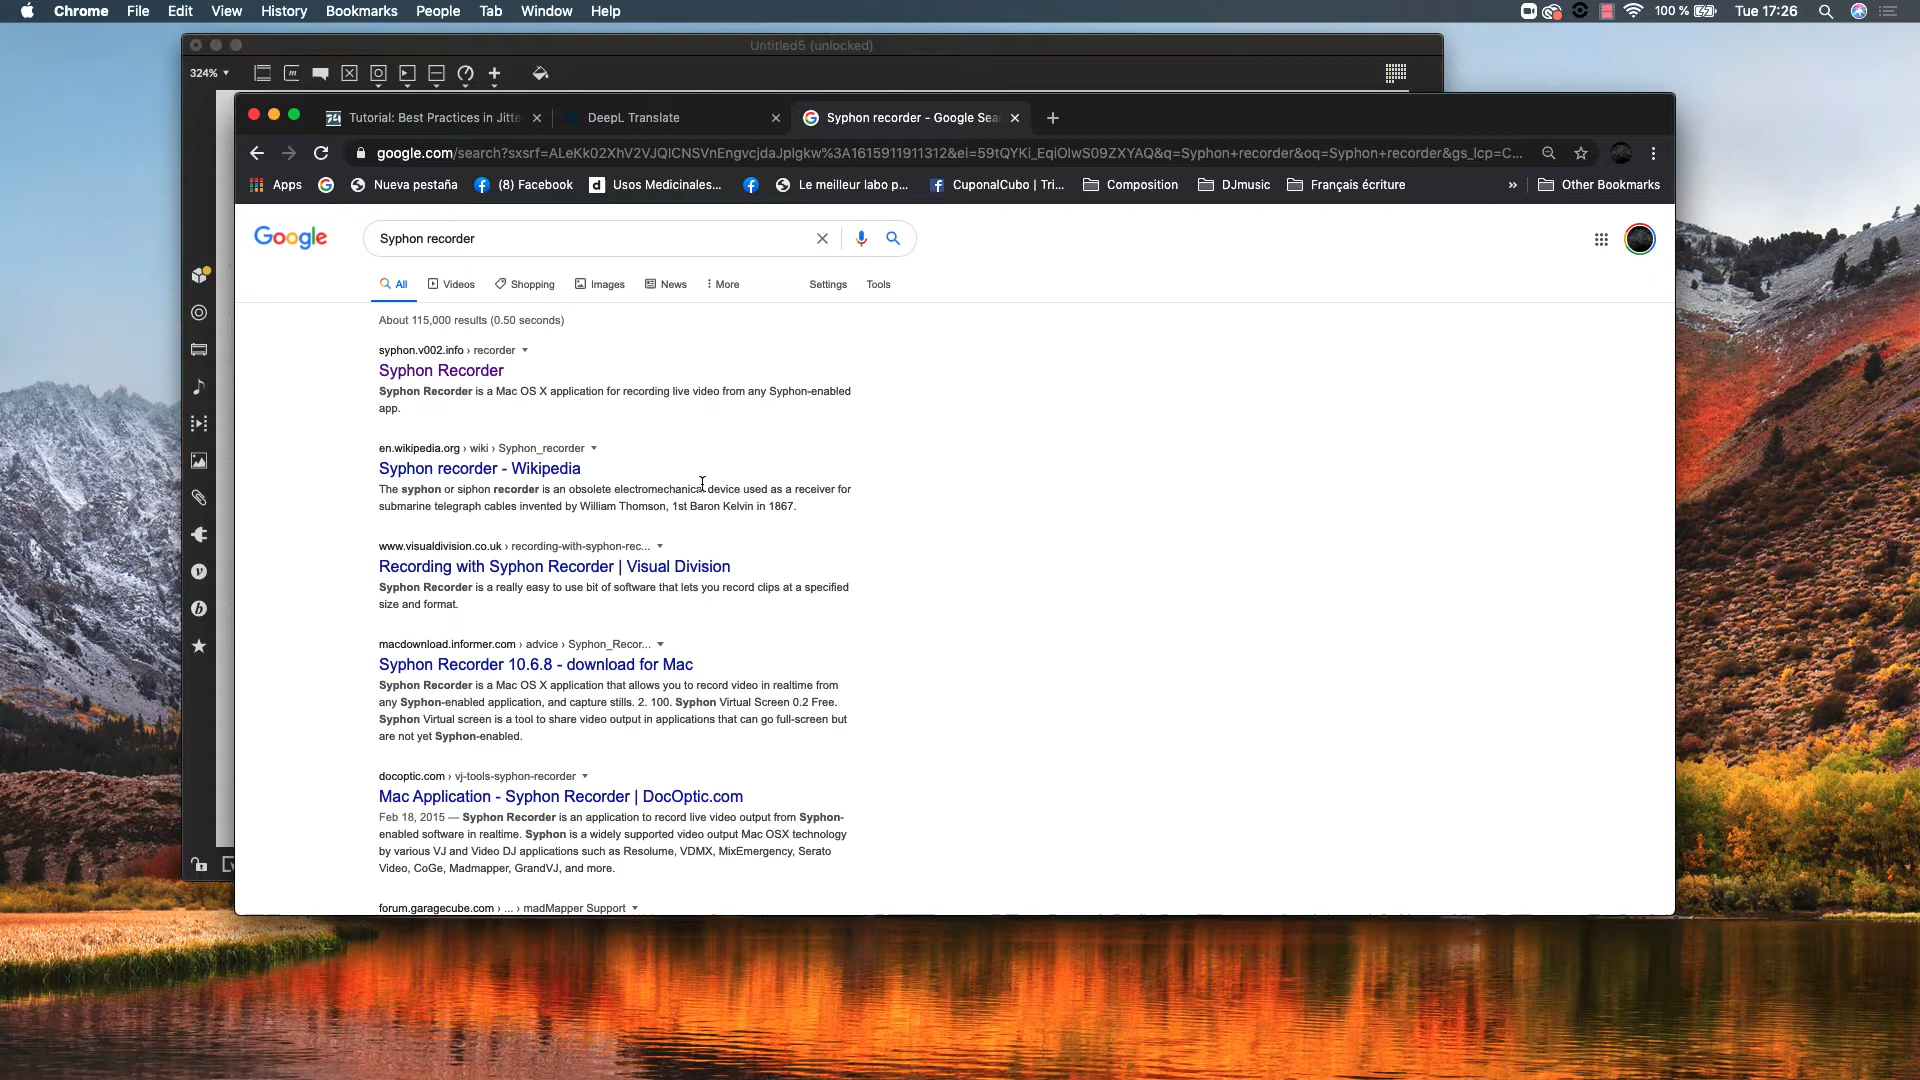 Chrome File Edit View History Bookmarks People Tab Window Help 100 % Tue 17:26
Untitled5 (unlocked)
324%
Tutorial: Best Practices in Jitte
DeepL Translate
Syphon recorder - Google Sea
google.com/search?sxsrf=ALeKk02XhV2VJQICNSVnEngvcjdaJplgkw%3A1615911911312&ei=59tQYKi_EqiOlwS09ZXYAQ&q=Syphon+recorder&oq=Syphon+recorder&gs_lcp=C...
Apps Nueva pestaña (8) Facebook Usos Medicinales... Le meilleur labo p... CuponalCubo | Tri... Composition DJmusic Français écriture » Other Bookmarks
Google
Syphon recorder
All Videos Shopping Images News More Settings Tools
About 115,000 results (0.50 seconds)
syphon.v002.info › recorder
Syphon Recorder
Syphon Recorder is a Mac OS X application for recording live video from any Syphon-enabled
app.
en.wikipedia.org › wiki › Syphon_recorder
Syphon recorder - Wikipedia
The syphon or siphon recorder is an obsolete electromechanical device used as a receiver for
submarine telegraph cables invented by William Thomson, 1st Baron Kelvin in 1867.
www.visualdivision.co.uk › recording-with-syphon-rec...
Recording with Syphon Recorder | Visual Division
Syphon Recorder is a really easy to use bit of software that lets you record clips at a specified
size and format.
macdownload.informer.com › advice › Syphon_Recor...
Syphon Recorder 10.6.8 - download for Mac
Syphon Recorder is a Mac OS X application that allows you to record video in realtime from
any Syphon-enabled application, and capture stills. 2. 100. Syphon Virtual Screen 0.2 Free.
Syphon Virtual screen is a tool to share video output in applications that can go full-screen but
are not yet Syphon-enabled.
docoptic.com › vj-tools-syphon-recorder
Mac Application - Syphon Recorder | DocOptic.com
Feb 18, 2015 — Syphon Recorder is an application to record live video output from Syphon-
enabled software in realtime. Syphon is a widely supported video output Mac OSX technology
by various VJ and Video DJ applications such as Resolume, VDMX, MixEmergency, Serato
Video, CoGe, Madmapper, GrandVJ, and more.
forum.garagecube.com › ... › madMapper Support